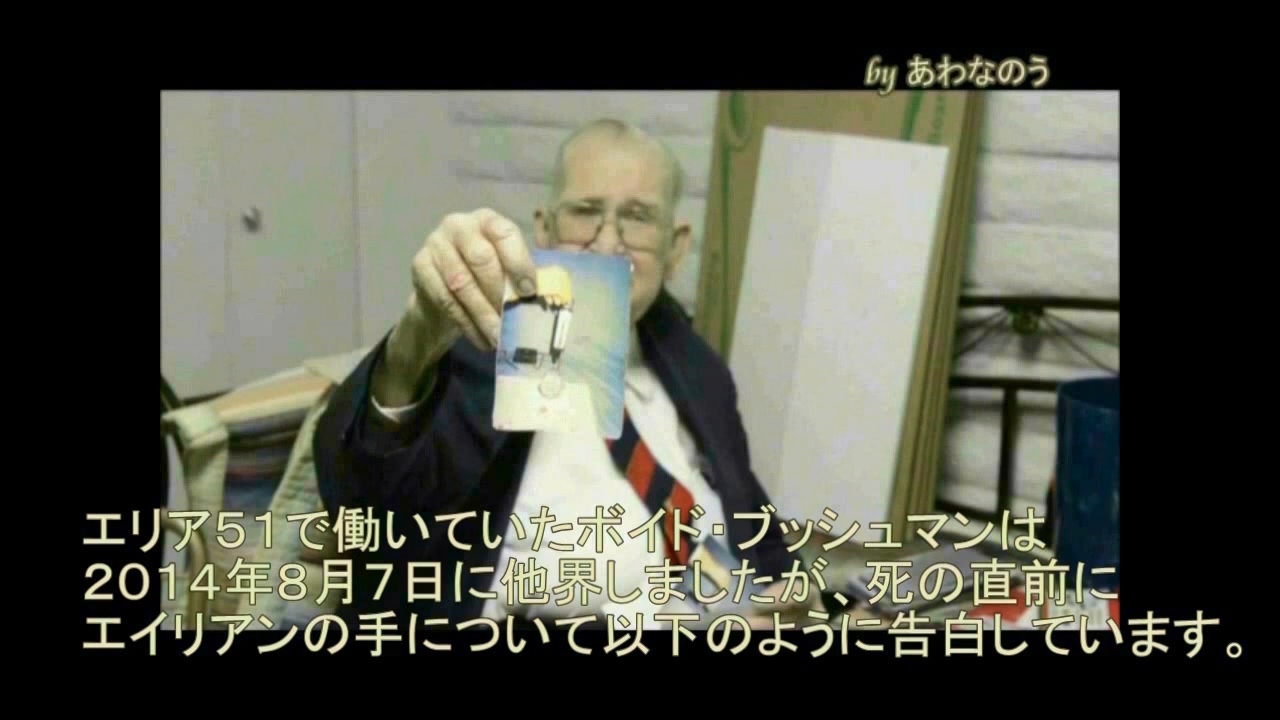 by あわなのう
エリア５１で働いていたボイド・ブッシュマンは
２０１４年８月７日に他界しましたが、死の直前に
エイリアンの手について以下のように告白しています。